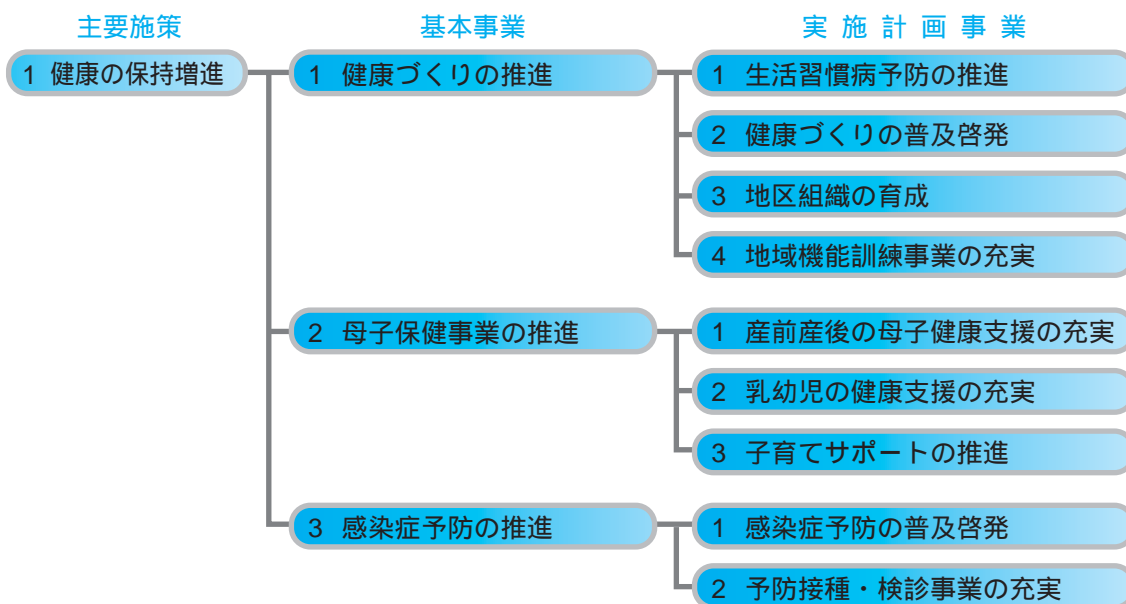 主要施策 基本事業 実施計画事業
1 健康の保持増進
1 健康づくりの推進
1 生活習慣病予防の推進
2 健康づくりの普及啓発
3 地区組織の育成
4 地域機能訓練事業の充実
2 母子保健事業の推進
1 産前産後の母子健康支援の充実
2 乳幼児の健康支援の充実
3 子育てサポートの推進
3 感染症予防の推進
1 感染症予防の普及啓発
2 予防接種・検診事業の充実